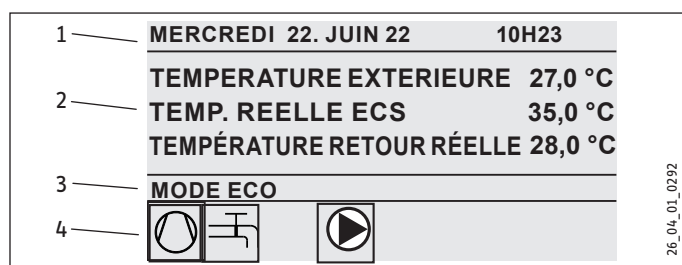 1 MERCREDI 22. JUIN 22 10H23
2
TEMPERATURE EXTERIEURE 27,0 °C
TEMP. REELLE ECS 35,0 °C
TEMPÉRATURE RETOUR RÉELLE 28,0 °C
3 MODE ECO
4
26_04_01_0292